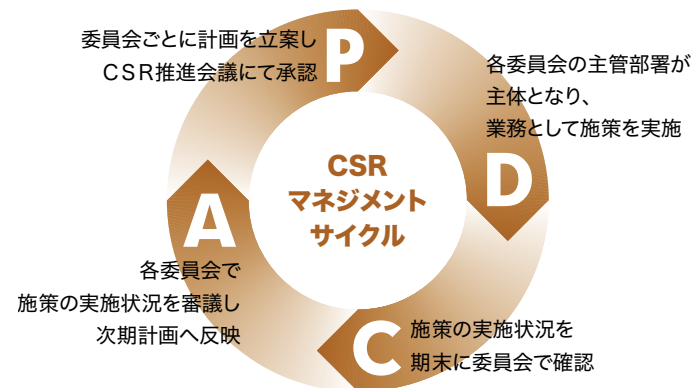 委員会ごとに計画を立案し
CSR推進会議にて承認
P
各委員会の主管部署が
主体となり、
業務として施策を実施
D
CSR
マネジメント
サイクル
A
各委員会で
施策の実施状況を審議し
次期計画へ反映
C
施策の実施状況を
期末に委員会で確認